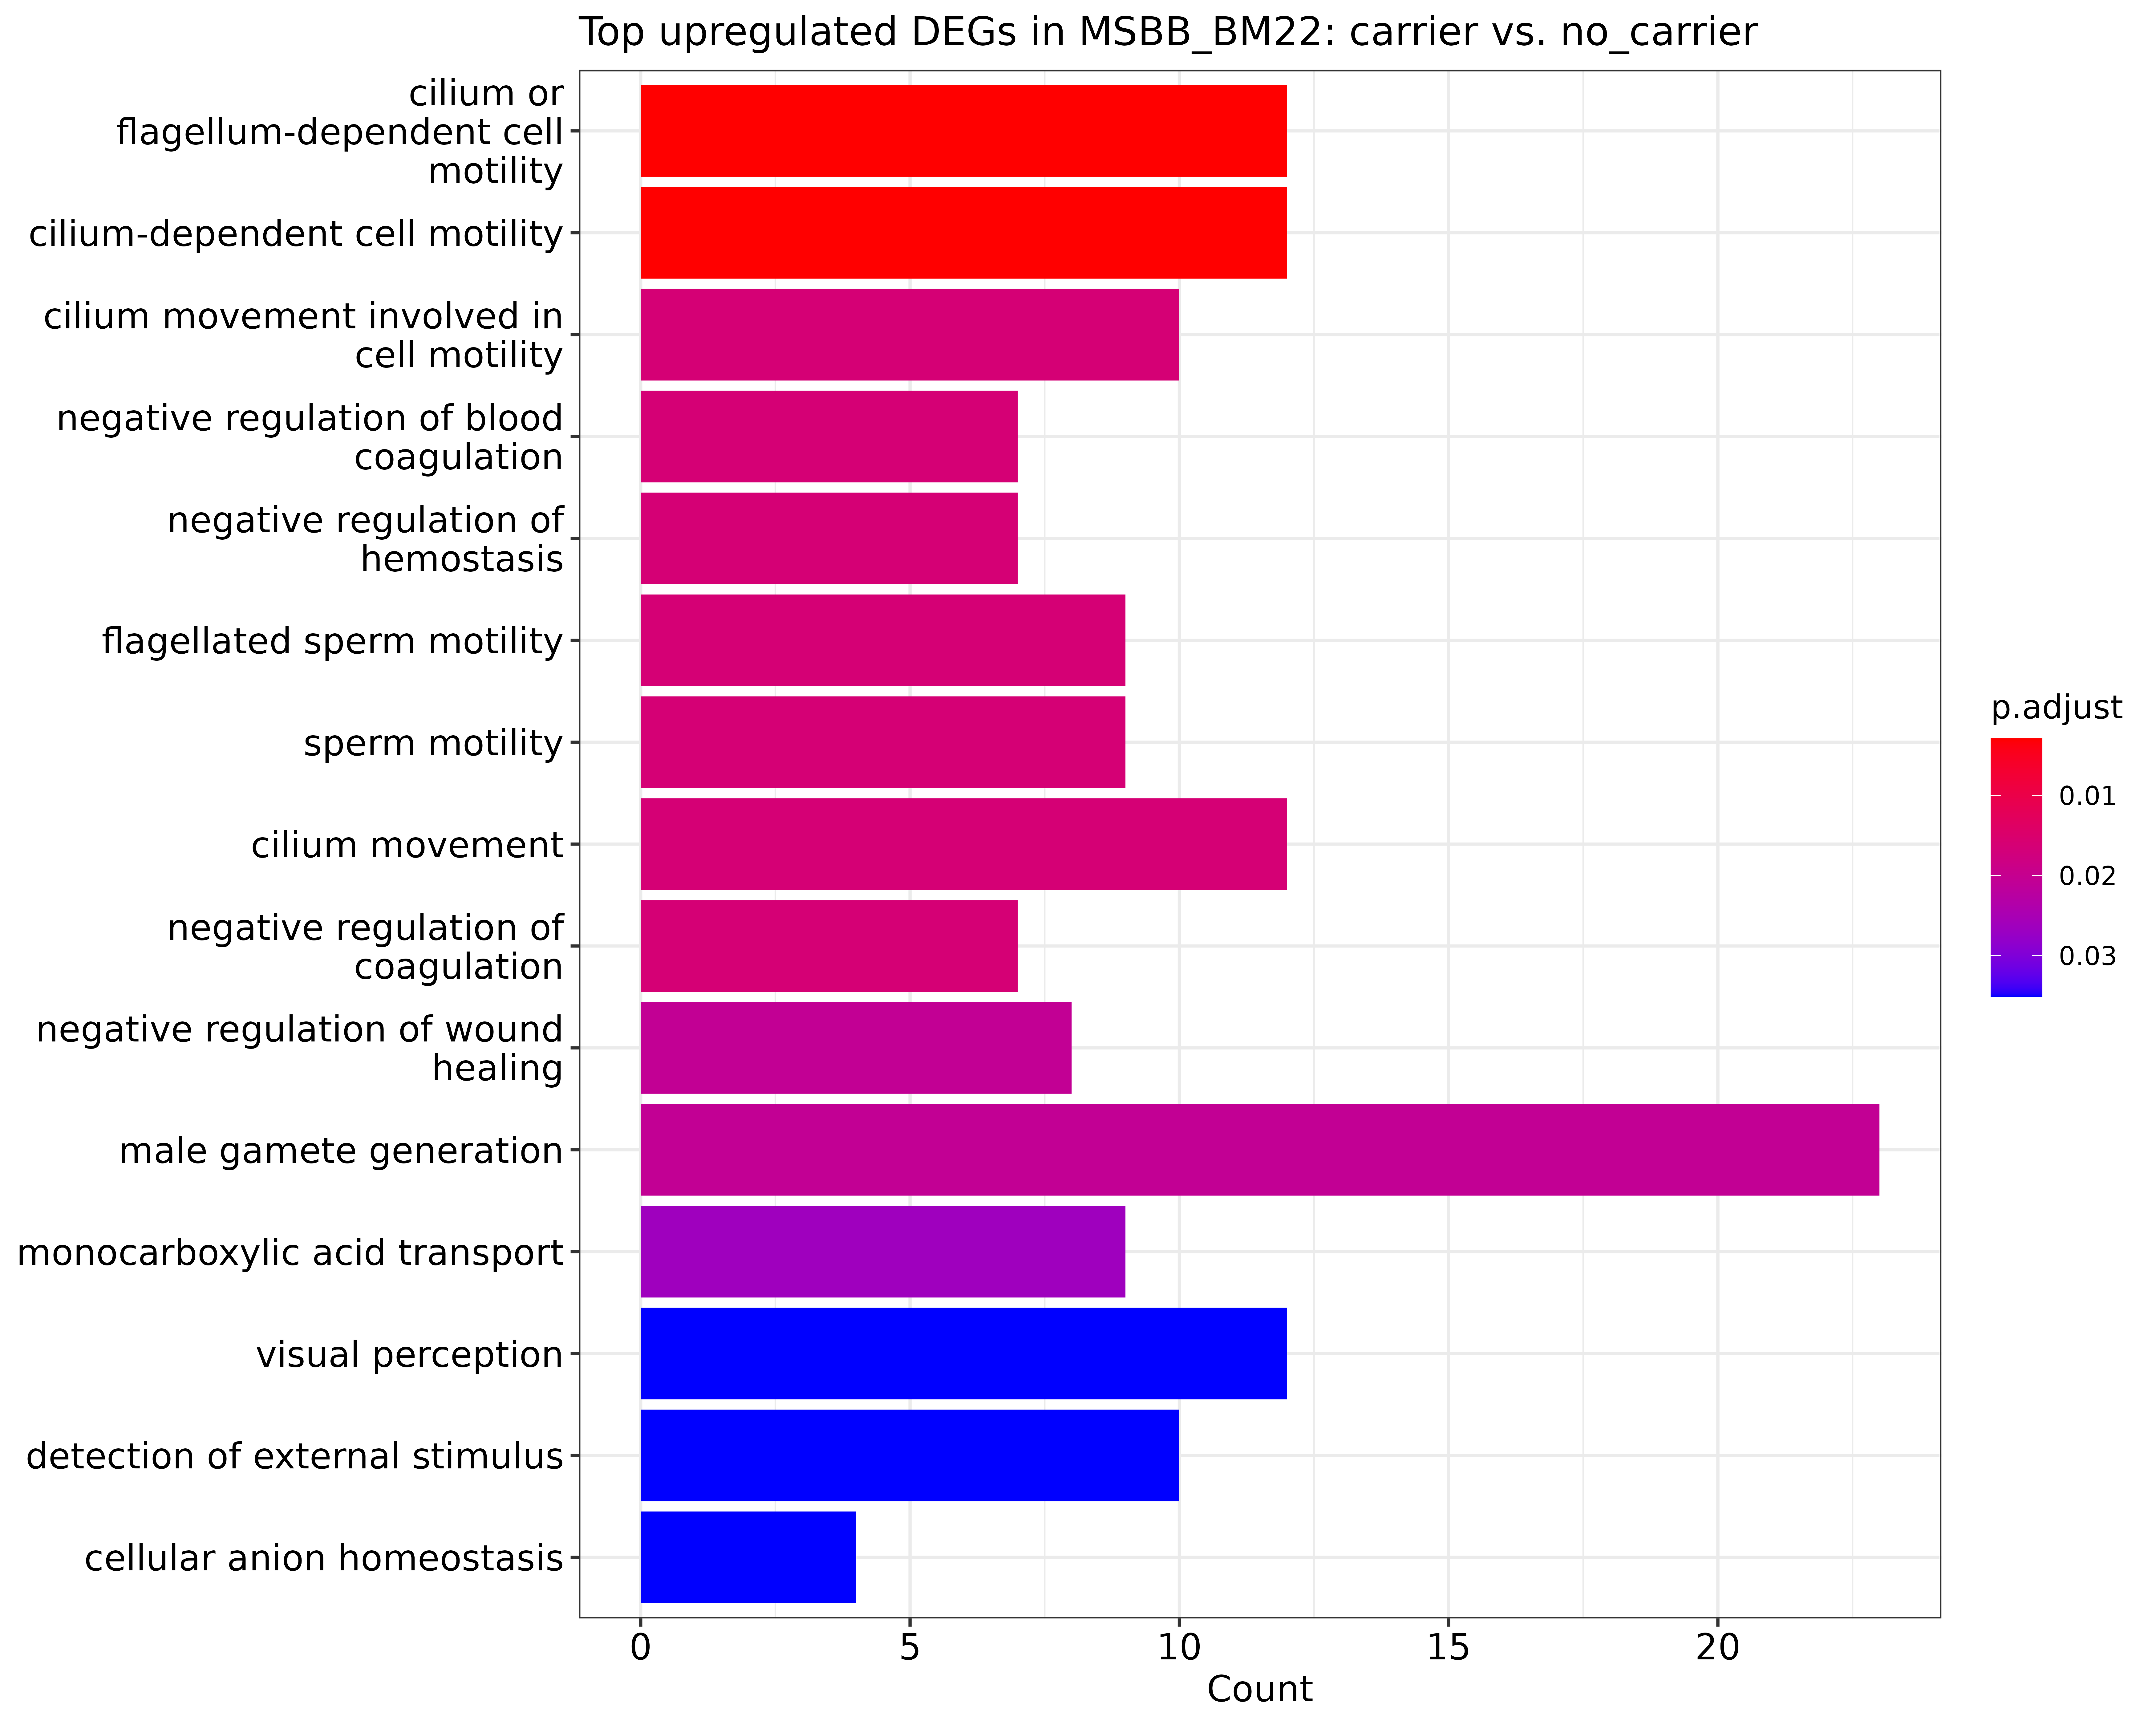 Top upregulated DEGs in MSBB_BM22: carrier vs. no_carrier
cilium or
flagellum-dependent cell
motility
cilium-dependent cell motility
cilium movement involved in
cell motility
negative regulation of blood
coagulation
negative regulation of
hemostasis
flagellated sperm motility
sperm motility
cilium movement
negative regulation of
coagulation
negative regulation of wound
healing
male gamete generation
monocarboxylic acid transport
visual perception
detection of external stimulus
cellular anion homeostasis
0 5 10 15 20
Count
p.adjust
0.01
0.02
0.03